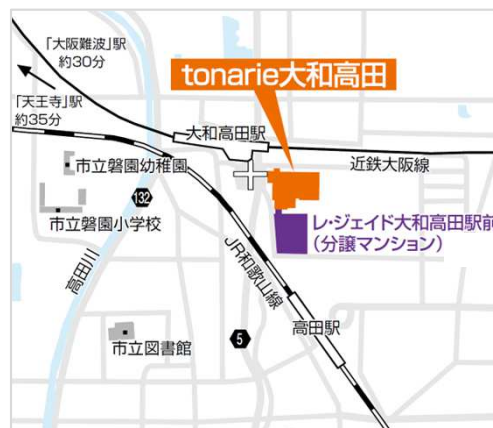 「大阪難波」駅
約30分
「天王寺」駅
約35分
tonarie大和高田
大和高田駅
近鉄大阪線
市立磐園幼稚園
132
市立磐園小学校
レ・ジェイド大和高田駅前
(分譲マンション)
高田川
JR和歌山線
高田駅
市立図書館
5